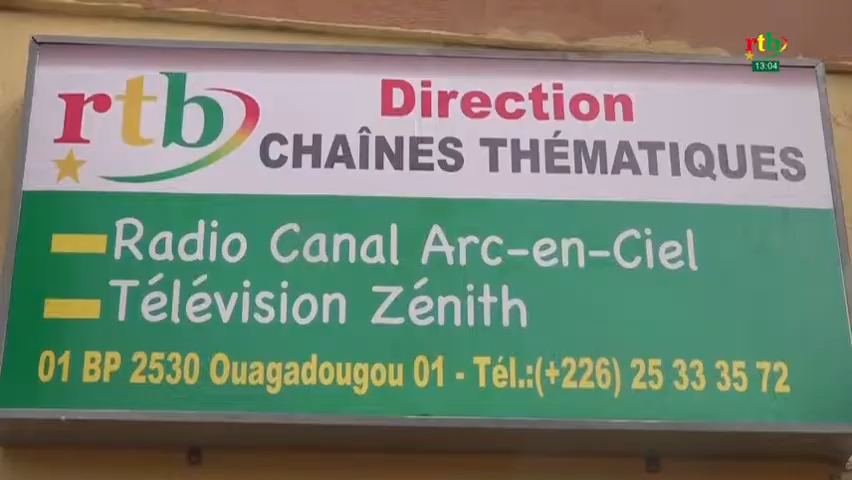 rtb
13:04
rtb
Direction
CHAÎNES THÉMATIQUES
Radio Canal Arc-en-Ciel
Télévision Zénith
01 BP 2530 Ouagadougou 01 - Tél.:(+226) 25 33 35 72